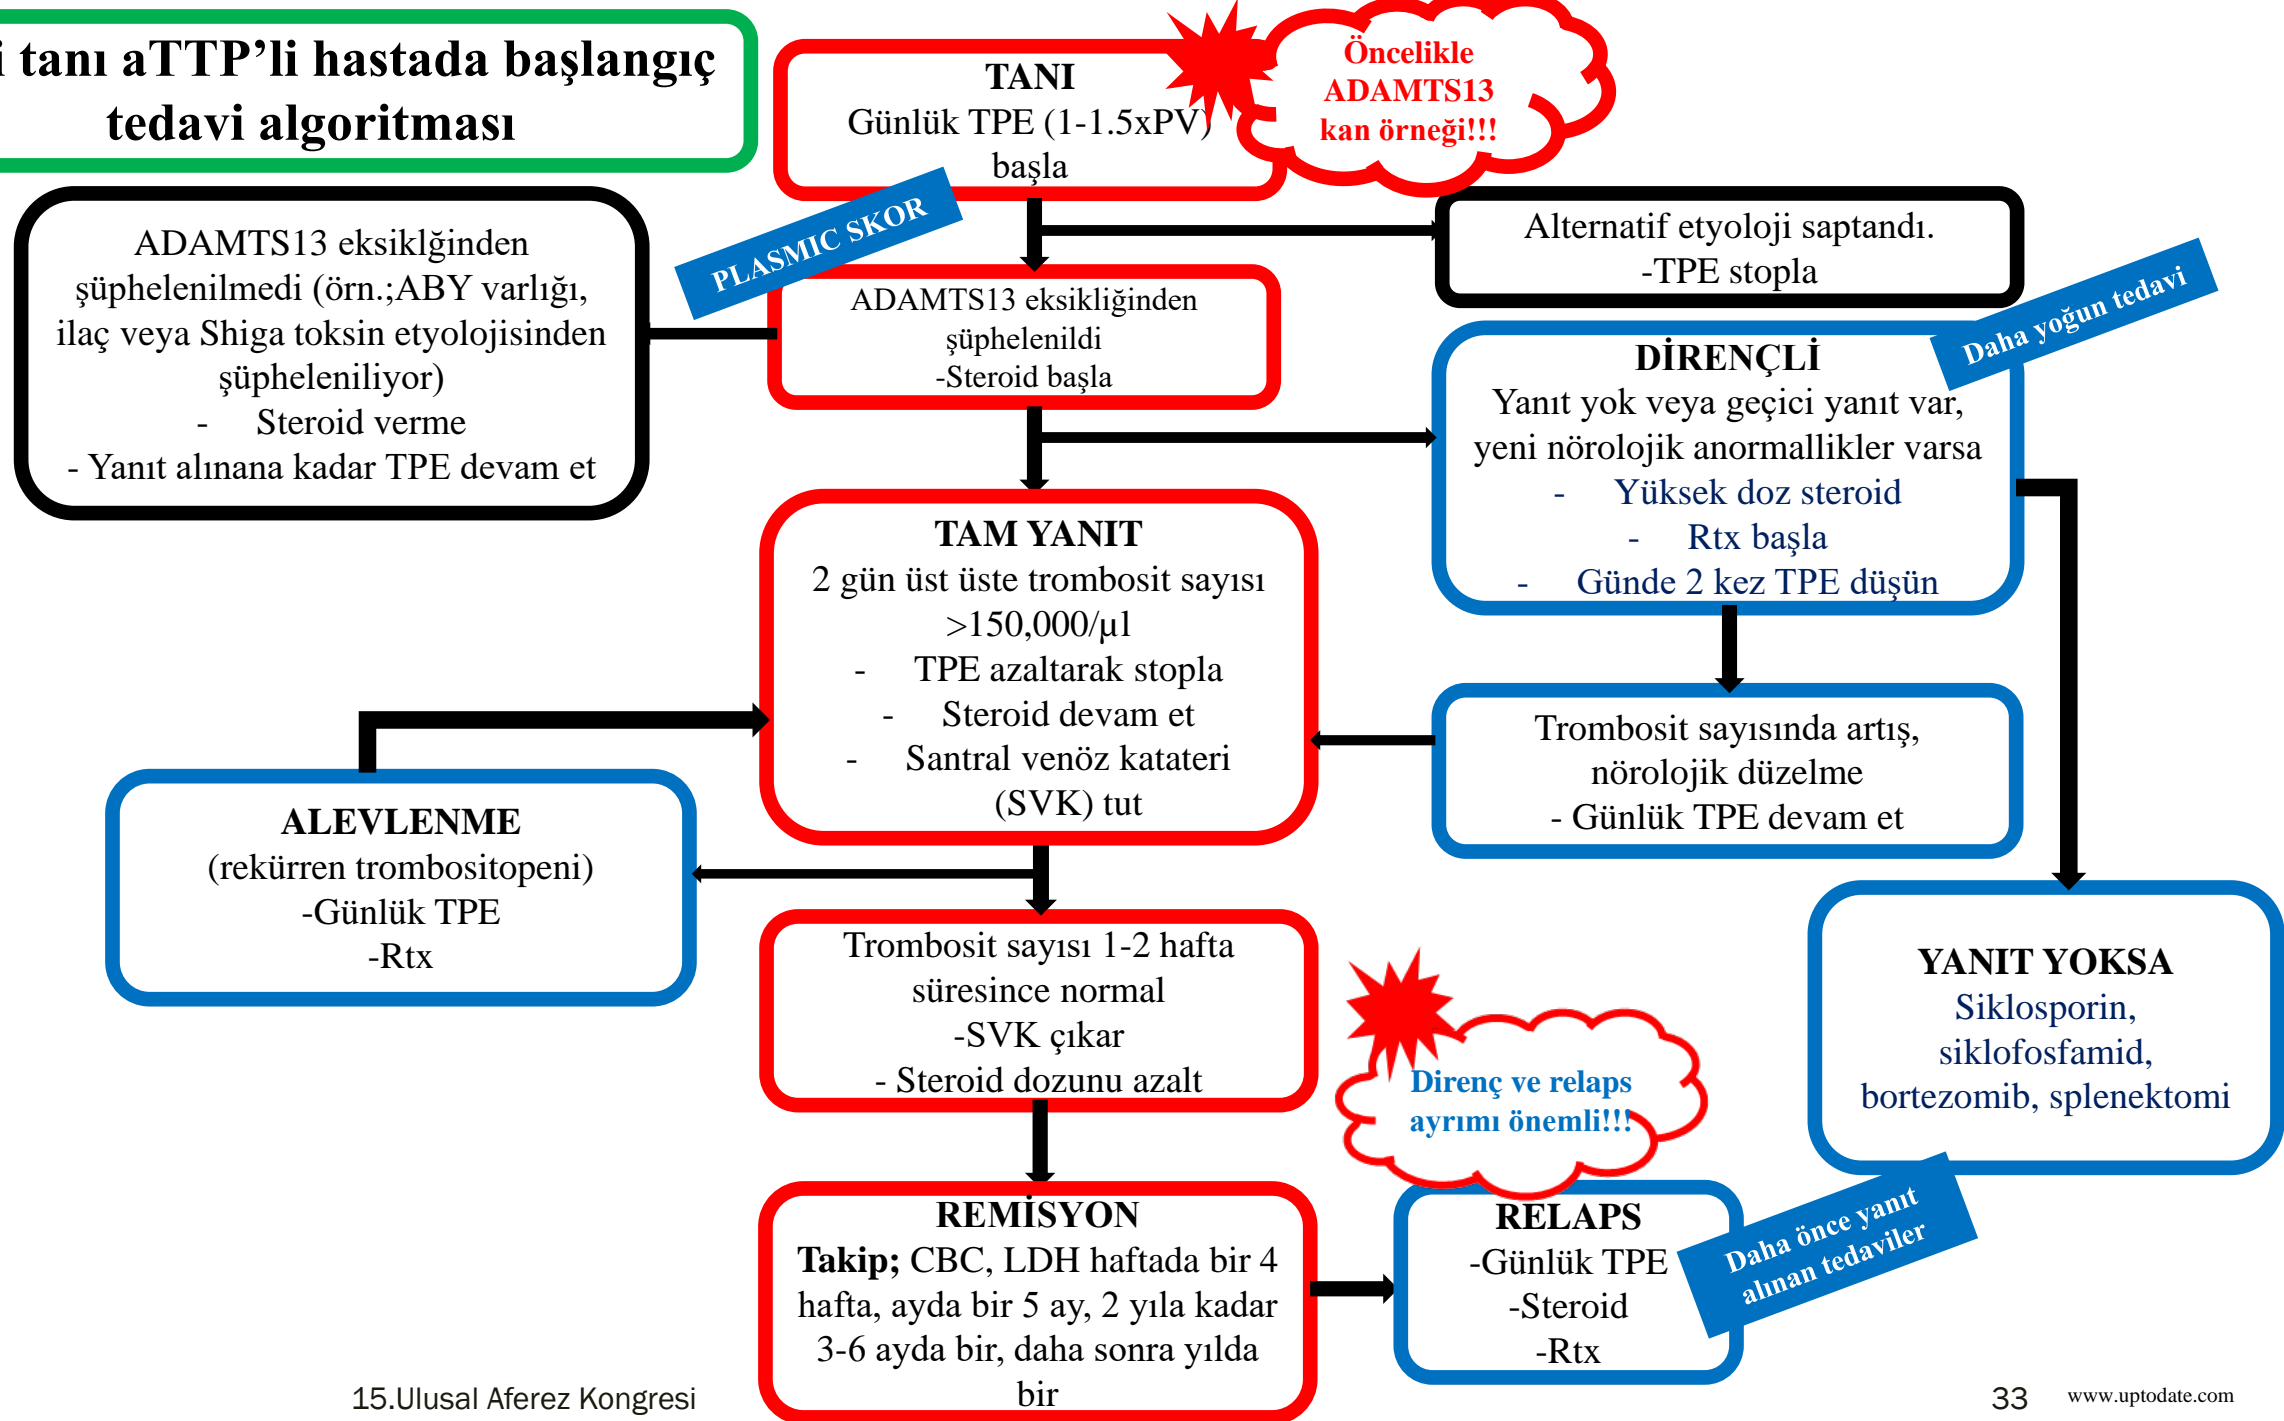 i tanı aTTP’li hastada başlangıç
tedavi algoritması
TANI
Günlük TPE (1-1.5xPV)
başla
Öncelikle
ADAMTS13
kan örneği!!!
PLASMIC SKOR
ADAMTS13 eksiklğinden
şüphelenilmedi (örn.;ABY varlığı,
ilaç veya Shiga toksin etyolojisinden
şüpheleniliyor)
- Steroid verme
- Yanıt alınana kadar TPE devam et
ADAMTS13 eksikliğinden
şüphelenildi
-Steroid başla
Alternatif etyoloji saptandı.
-TPE stopla
Daha yoğun tedavi
DİRENÇLİ
Yanıt yok veya geçici yanıt var,
yeni nörolojik anormallikler varsa
- Yüksek doz steroid
- Rtx başla
- Günde 2 kez TPE düşün
TAM YANIT
2 gün üst üste trombosit sayısı
>150,000/µl
- TPE azaltarak stopla
- Steroid devam et
- Santral venöz katateri
(SVK) tut
Trombosit sayısında artış,
nörolojik düzelme
- Günlük TPE devam et
ALEVLENME
(rekürren trombositopeni)
-Günlük TPE
-Rtx
Trombosit sayısı 1-2 hafta
süresince normal
-SVK çıkar
- Steroid dozunu azalt
YANIT YOKSA
Siklosporin,
siklofosfamid,
bortezomib, splenektomi
Direnç ve relaps
ayrımı önemli!!!
REMİSYON
Takip; CBC, LDH haftada bir 4
hafta, ayda bir 5 ay, 2 yıla kadar
3-6 ayda bir, daha sonra yılda
bir
RELAPS
-Günlük TPE
-Steroid
-Rtx
Daha önce yanıt
alınan tedaviler
15.Ulusal Aferez Kongresi
33
www.uptodate.com